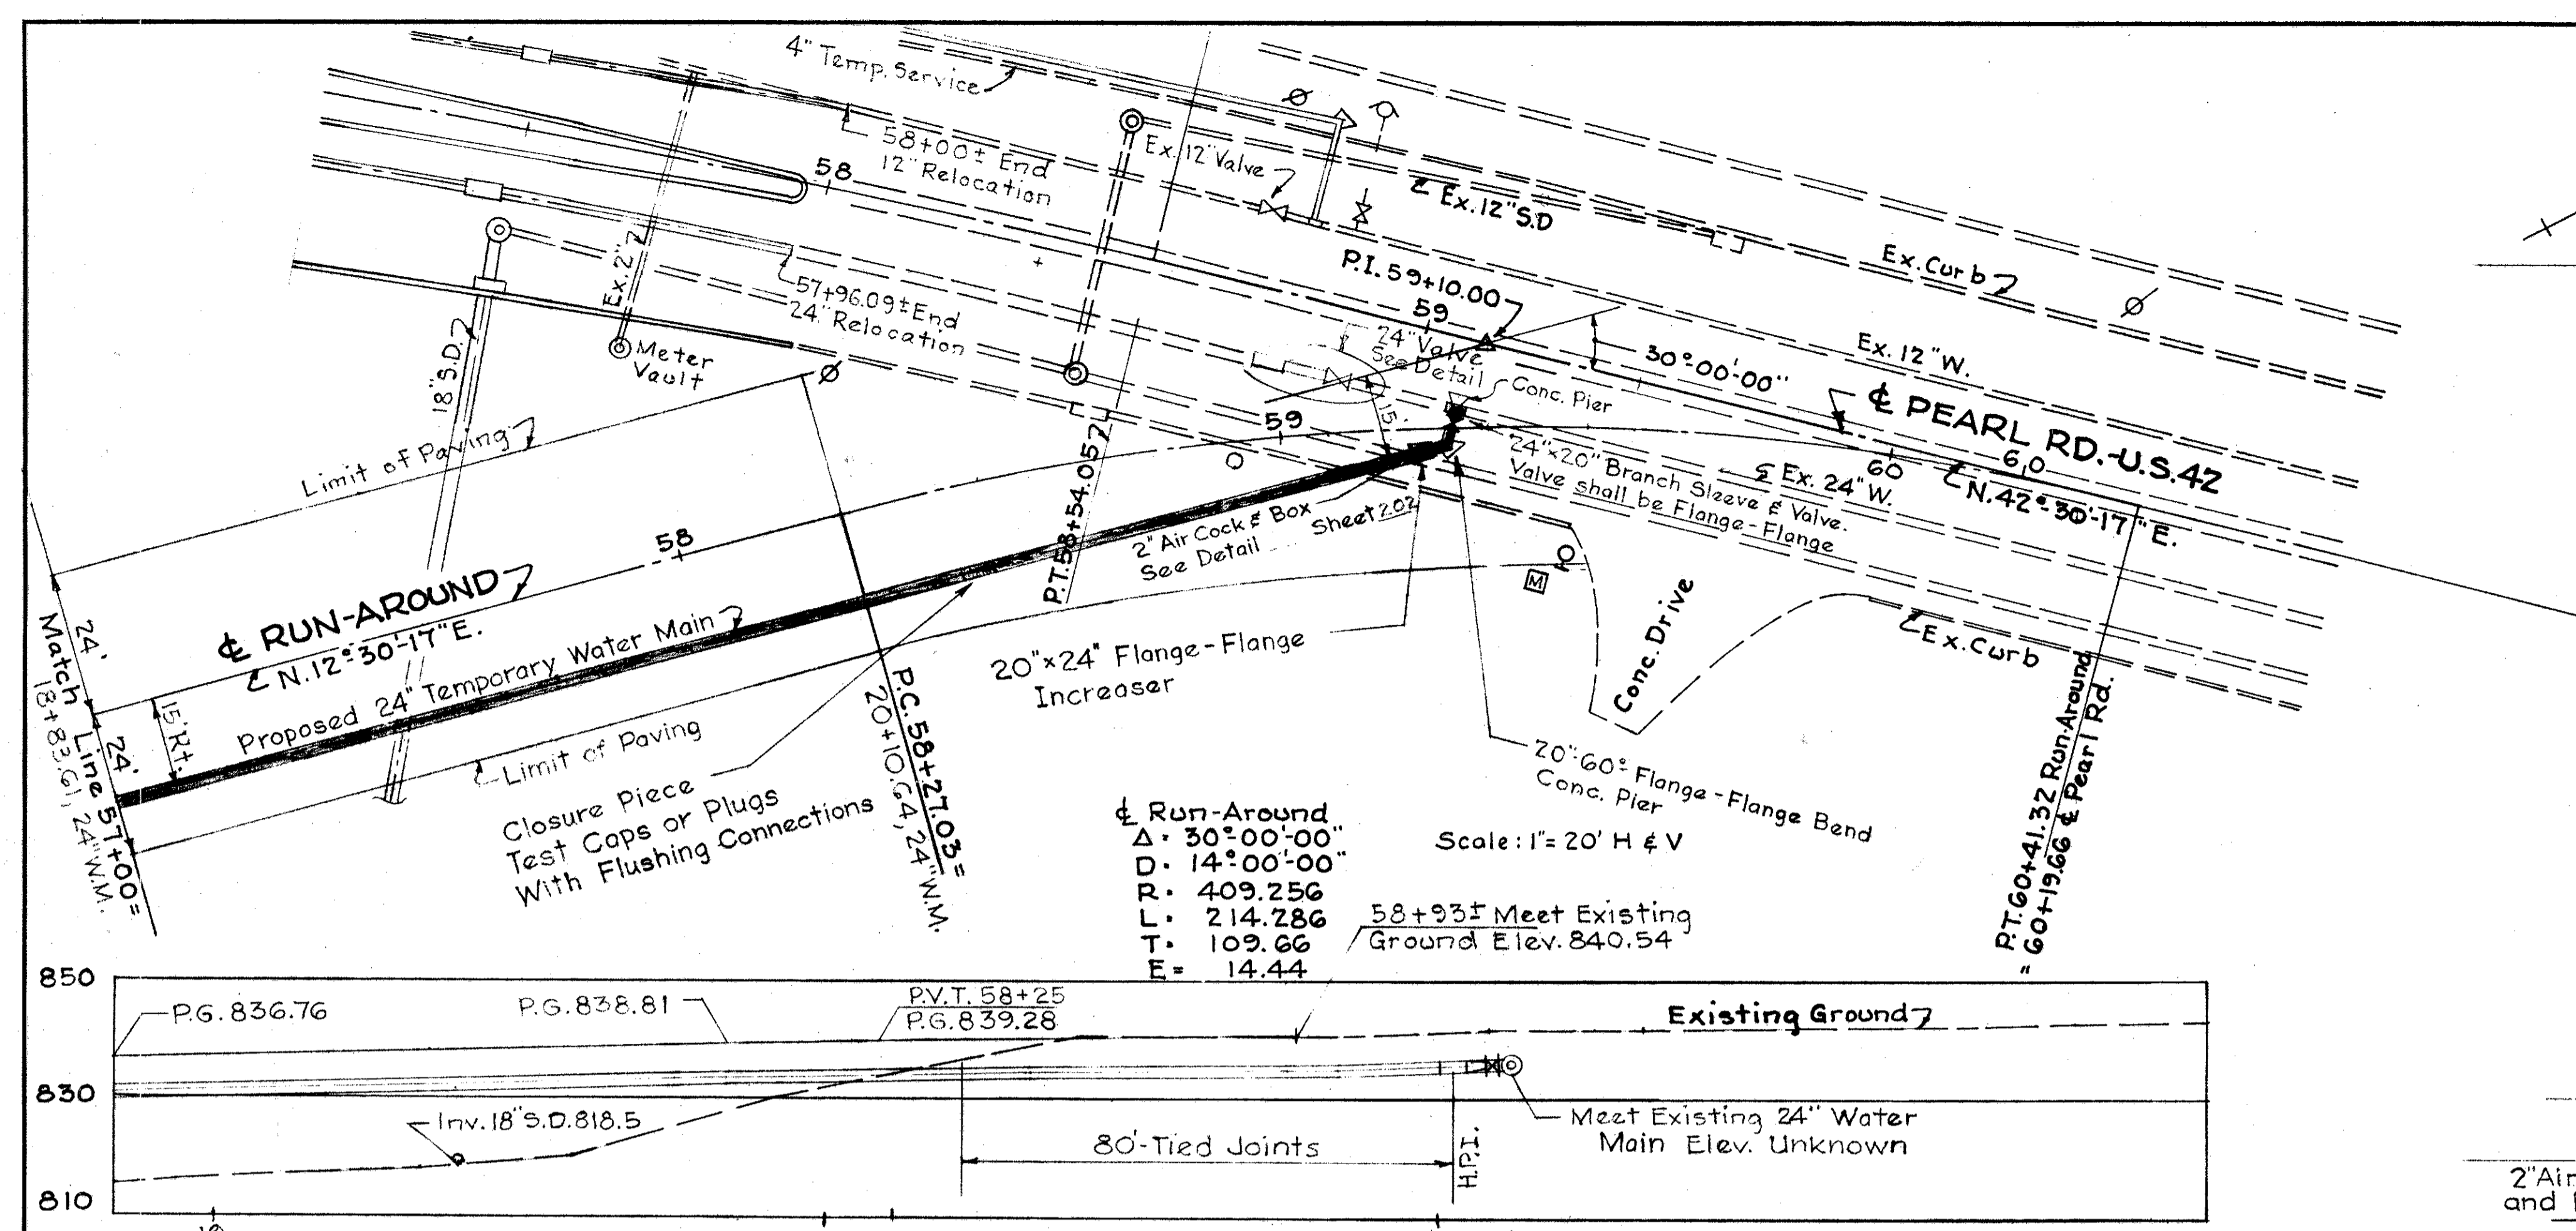 4" Temp. Service
58+00± End
12" Relocation
58
Ex. 12" Valve
℄ Ex. 12" S.D
Ex. Curb
P.I. 59+10.00
59
Ex. 2"
57+96.09± End
24" Relocation
18" S.D.
Meter
Vault
24" Valve
See Detail
Conc. Pier
30°-00'-00"
Ex. 12" W.
℄ PEARL RD.-U.S.42
60
60
N.42°-30'-17"E.
Limit of Paving
59
15'
24"x20" Branch Sleeve & Valve.
Valve shall be Flange-Flange
Ex. 24" W.
P.T. 58+54.057
58
2" Air Cock & Box
See Detail Sheet 202
℄ RUN-AROUND
N.12°-30'-17"E.
Proposed 24" Temporary Water Main
24'
24'
15' Rt.
Match Line 57+00=
18+83.61, 24" W.M.
Limit of Paving
P.C. 58+27.03=
20+10.64, 24" W.M.
20"x24" Flange-Flange
Increaser
M
Conc. Drive
Ex. Curb
Closure Piece
Test Caps or Plugs
With Flushing Connections
20"-60° Flange-Flange Bend
Conc. Pier
P.T. 60+41.32 Run-Around
= 60+19.66 ℄ Pearl Rd.
℄ Run-Around
Δ = 30°-00'-00"
D = 14°-00'-00"
R = 409.256
L = 214.286
T = 109.66
E = 14.44
Scale: 1"= 20' H & V
58+93± Meet Existing
Ground Elev. 840.54
850
P.G. 836.76
P.G. 838.81
P.V.T. 58+25
P.G. 839.28
Existing Ground
830
Inv. 18" S.D. 818.5
80'-Tied Joints
H.P.I.
Meet Existing 24" Water
Main Elev. Unknown
810
2" Air
and